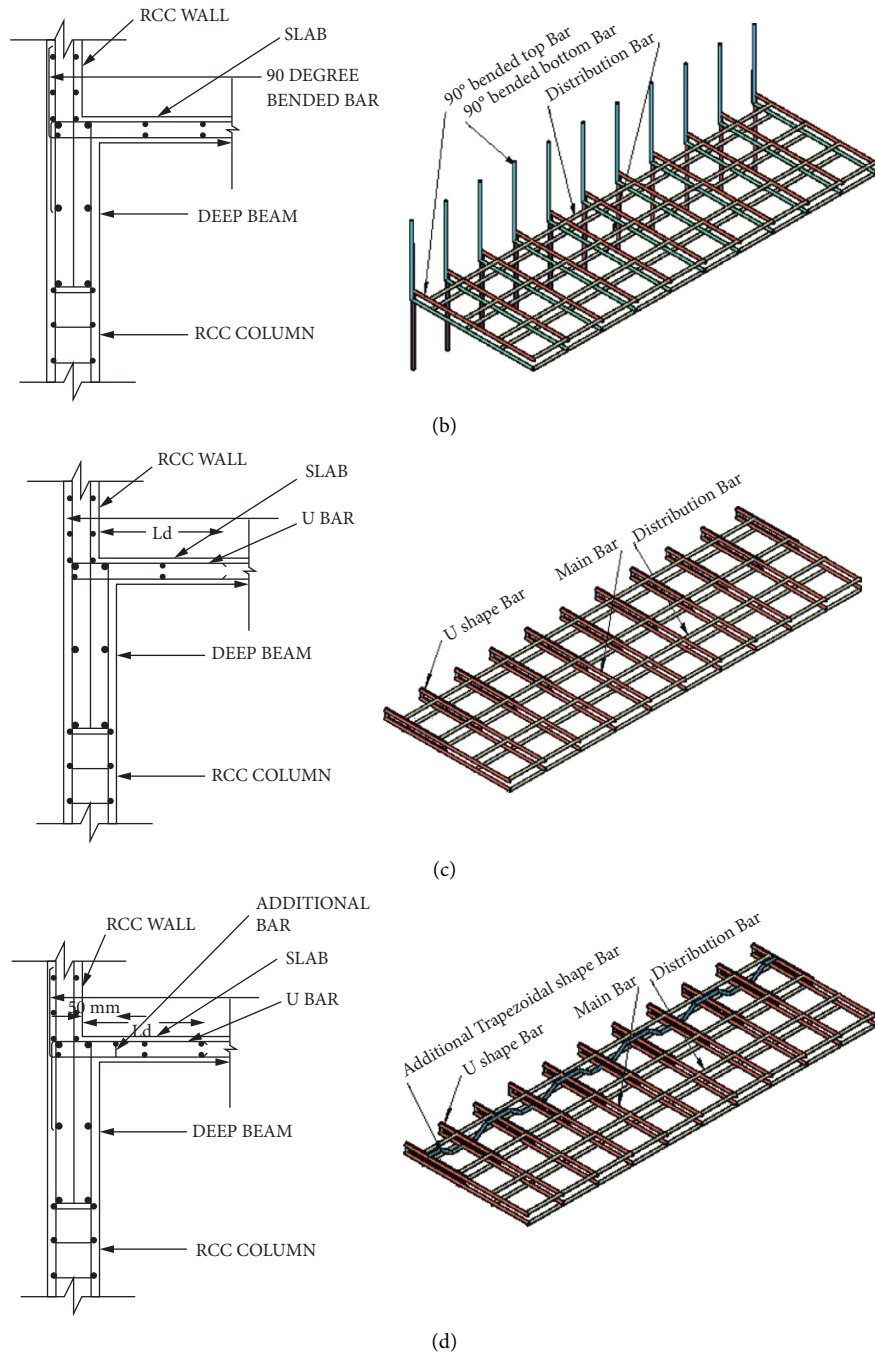 RCC WALL
SLAB
90 DEGREE
BENDED BAR
DEEP BEAM
RCC COLUMN
90° bended top Bar
90° bended bottom Bar
Distribution Bar
(b)
RCC WALL
SLAB
Ld
U BAR
DEEP BEAM
RCC COLUMN
U shape Bar
Main Bar
Distribution Bar
(c)
ADDITIONAL
BAR
RCC WALL
SLAB
50 mm
U BAR
Ld
DEEP BEAM
RCC COLUMN
Additional Trapezoidal shape Bar
U shape Bar
Main Bar
Distribution Bar
(d)